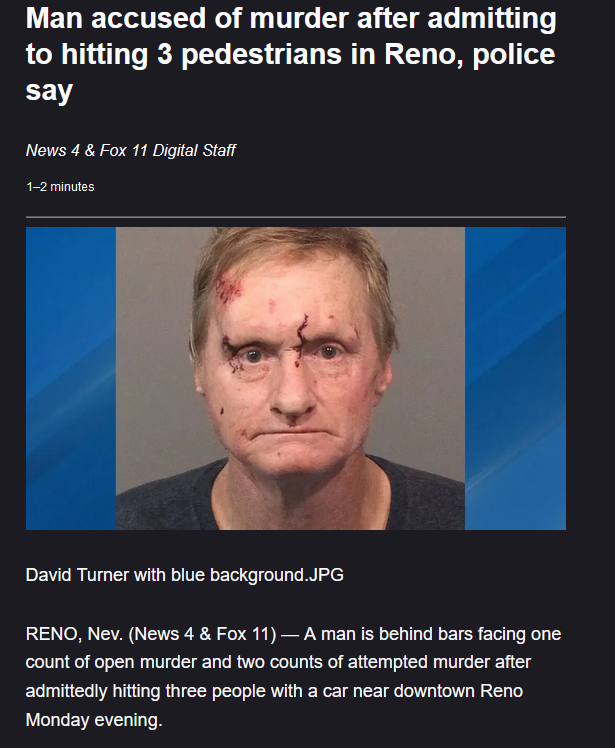 Man accused of murder after admitting
to hitting 3 pedestrians in Reno, police
say
News 4 & Fox 11 Digital Staff
1–2 minutes
David Turner with blue background.JPG
RENO, Nev. (News 4 & Fox 11) — A man is behind bars facing one
count of open murder and two counts of attempted murder after
admittedly hitting three people with a car near downtown Reno
Monday evening.